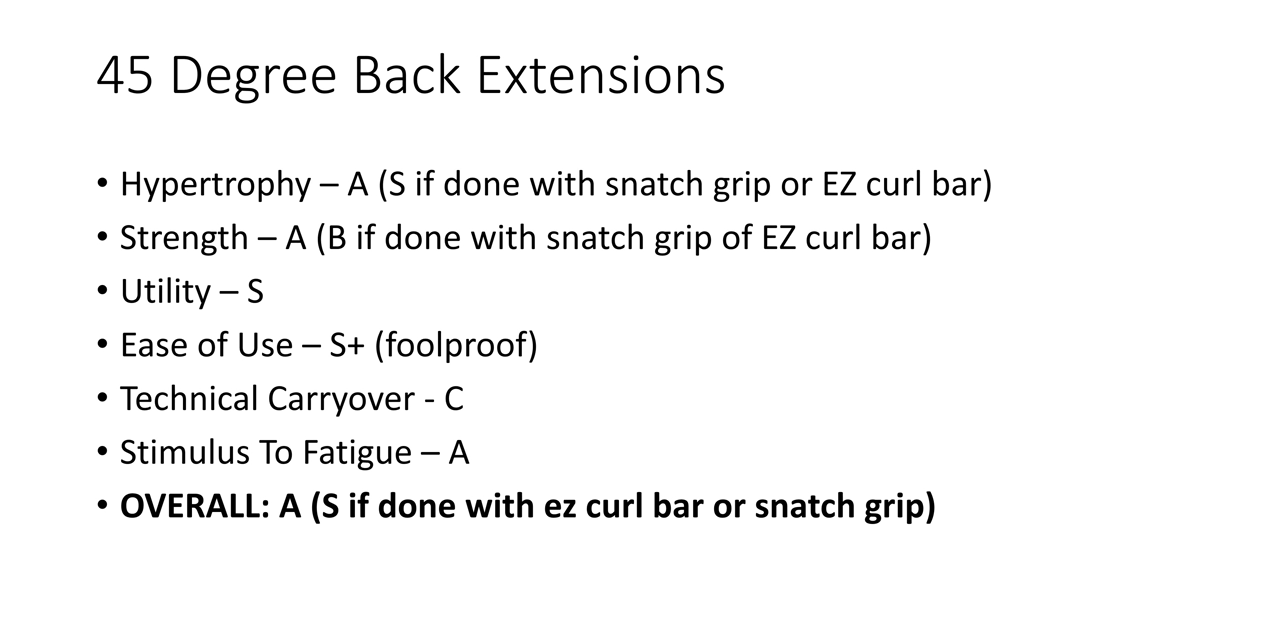 45 Degree Back Extensions
• Hypertrophy – A (S if done with snatch grip or EZ curl bar)
• Strength – A (B if done with snatch grip of EZ curl bar)
• Utility – S
• Ease of Use – S+ (foolproof)
• Technical Carryover - C
• Stimulus To Fatigue – A
• OVERALL: A (S if done with ez curl bar or snatch grip)